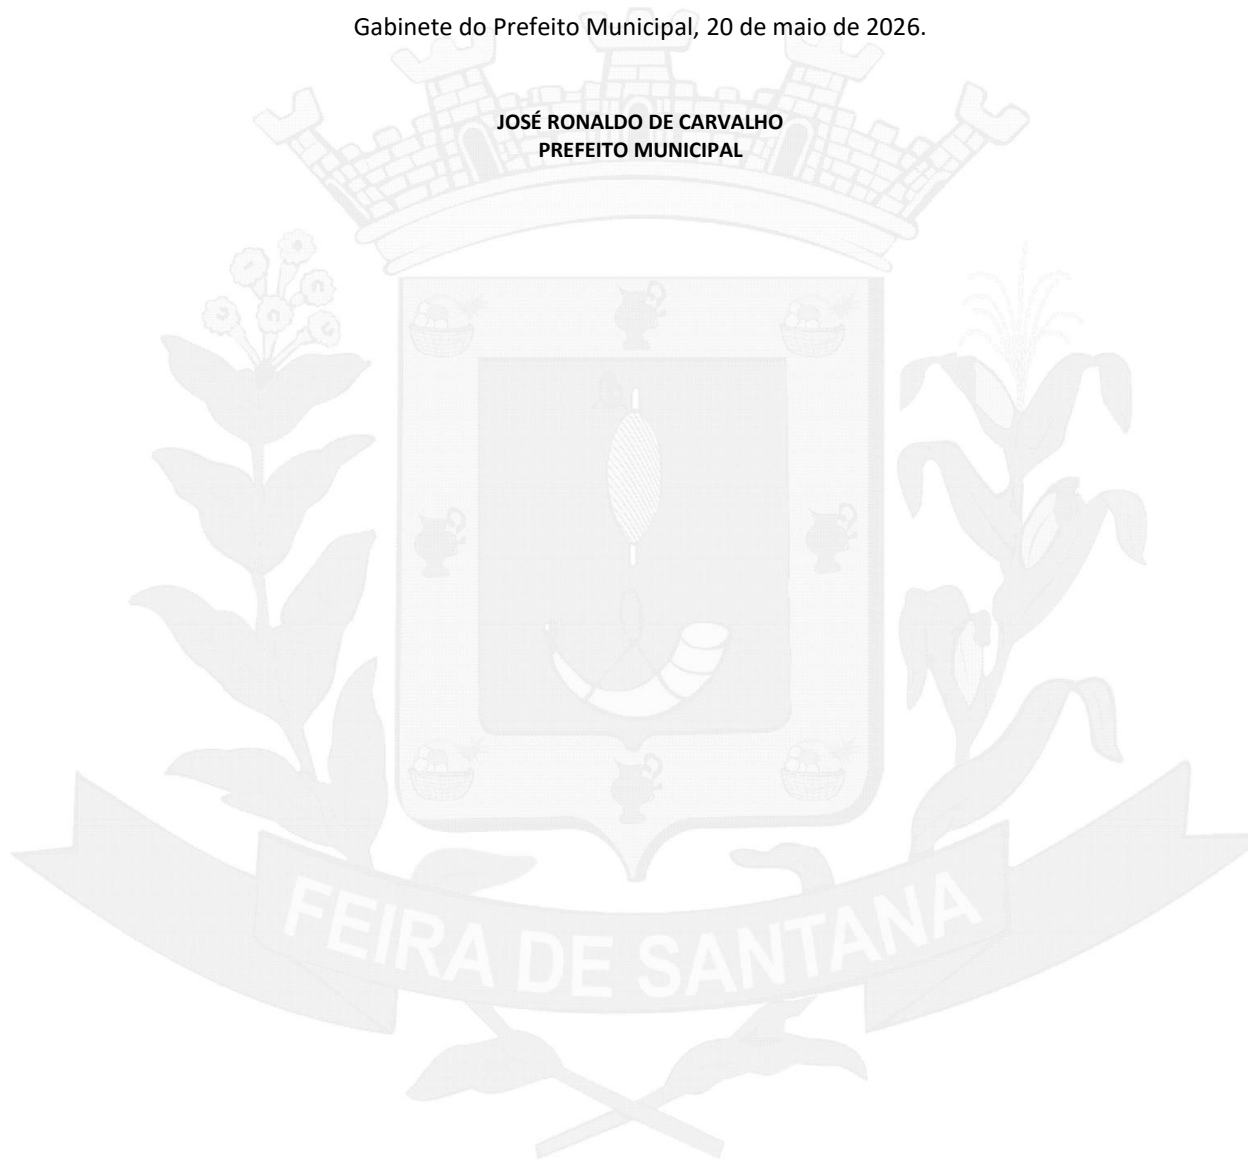 Gabinete do Prefeito Municipal, 20 de maio de 2026.
JOSÉ RONALDO DE CARVALHO
PREFEITO MUNICIPAL
FEIRA DE SANTANA